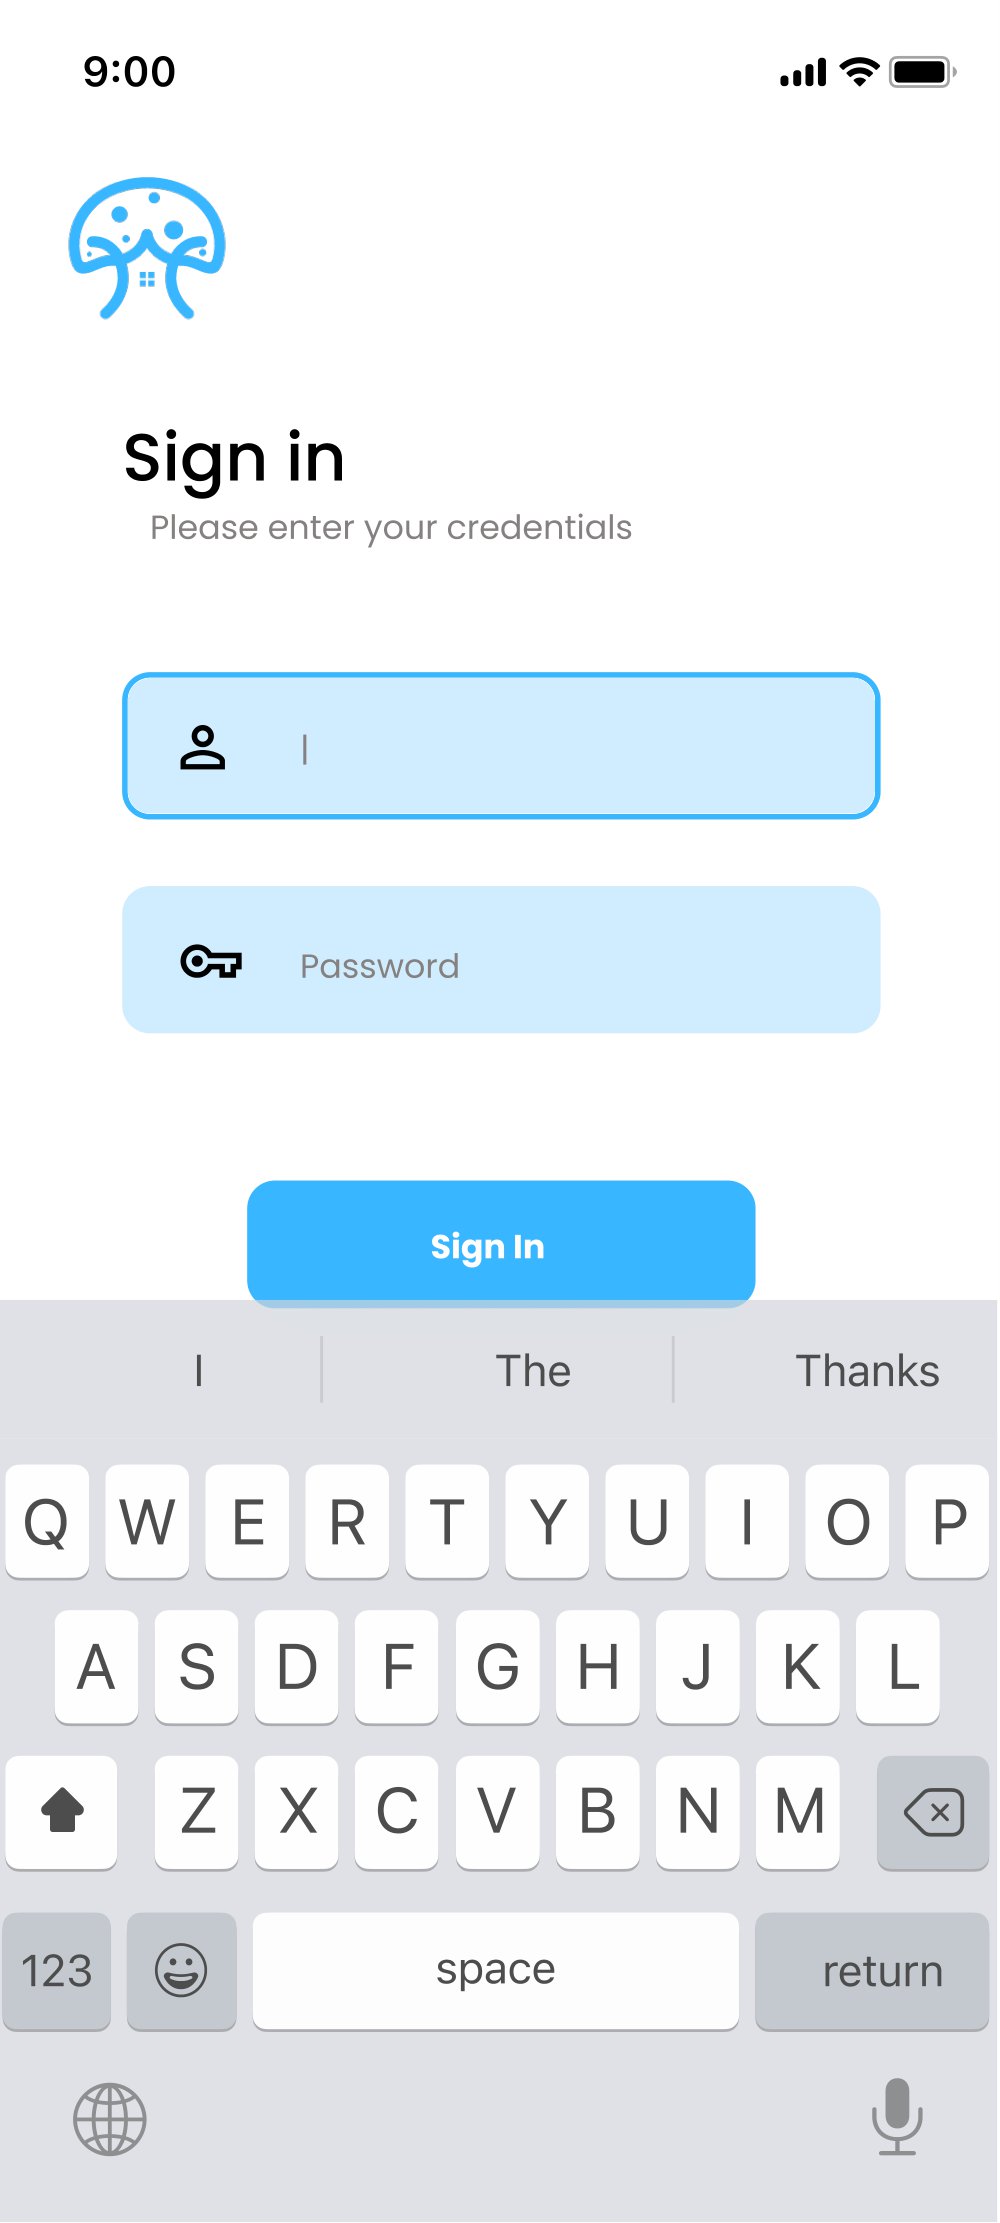 9:00
Sign in
Please enter your credentials
Password
Sign In
I The Thanks
Q W E R T Y U I O P
A S D F G H J K L
Z X C V B N M
123 space return